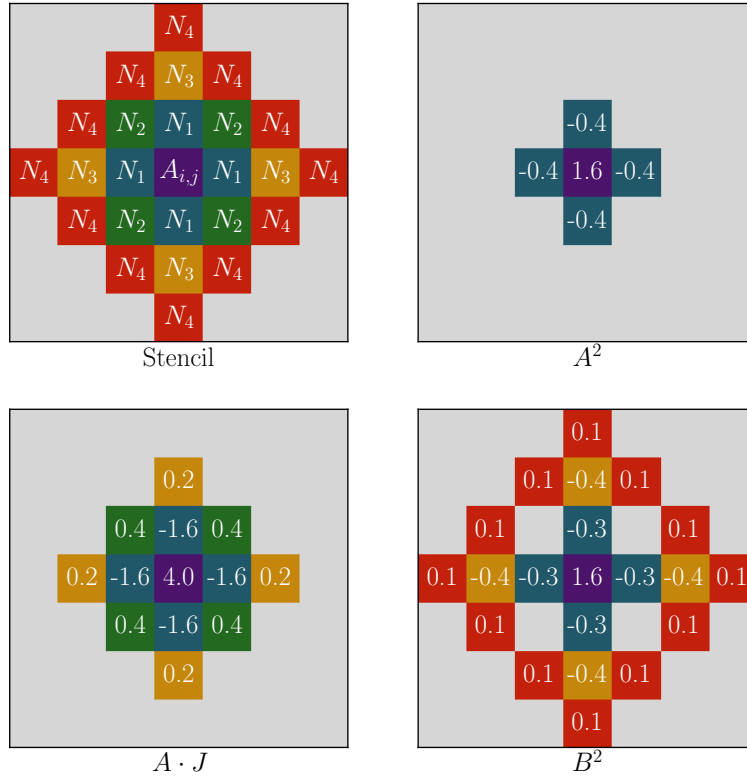 N₄
N₄ N₃ N₄
N₄ N₂ N₁ N₂ N₄
N₄ N₃ N₁ A_{i,j} N₁ N₃ N₄
N₄ N₂ N₁ N₂ N₄
N₄ N₃ N₄
N₄
Stencil
-0.4
-0.4 1.6 -0.4
-0.4
A²
0.2
0.4 -1.6 0.4
0.2 -1.6 4.0 -1.6 0.2
0.4 -1.6 0.4
0.2
A · J
0.1
0.1 -0.4 0.1
0.1 -0.3 0.1
0.1 -0.4 -0.3 1.6 -0.3 -0.4 0.1
0.1 -0.3 0.1
0.1 -0.4 0.1
0.1
B²